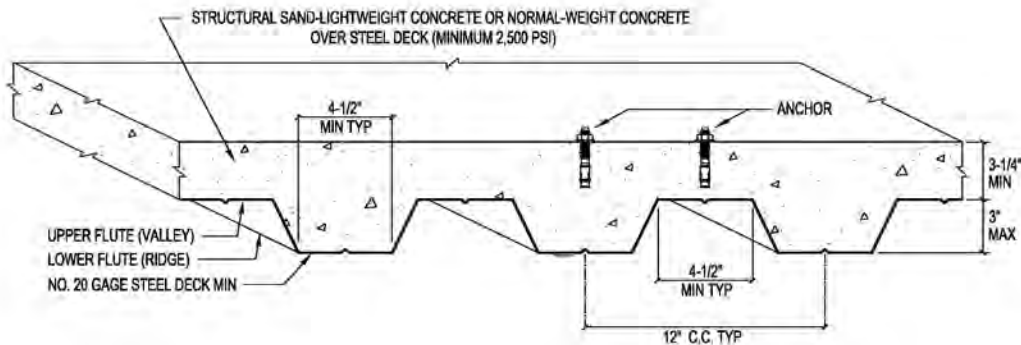 STRUCTURAL SAND-LIGHTWEIGHT CONCRETE OR NORMAL-WEIGHT CONCRETE
OVER STEEL DECK (MINIMUM 2,500 PSI)
4-1/2"
MIN TYP
ANCHOR
3-1/4"
MIN
3"
MAX
UPPER FLUTE (VALLEY)
LOWER FLUTE (RIDGE)
NO. 20 GAGE STEEL DECK MIN
4-1/2"
MIN TYP
12" C.C. TYP